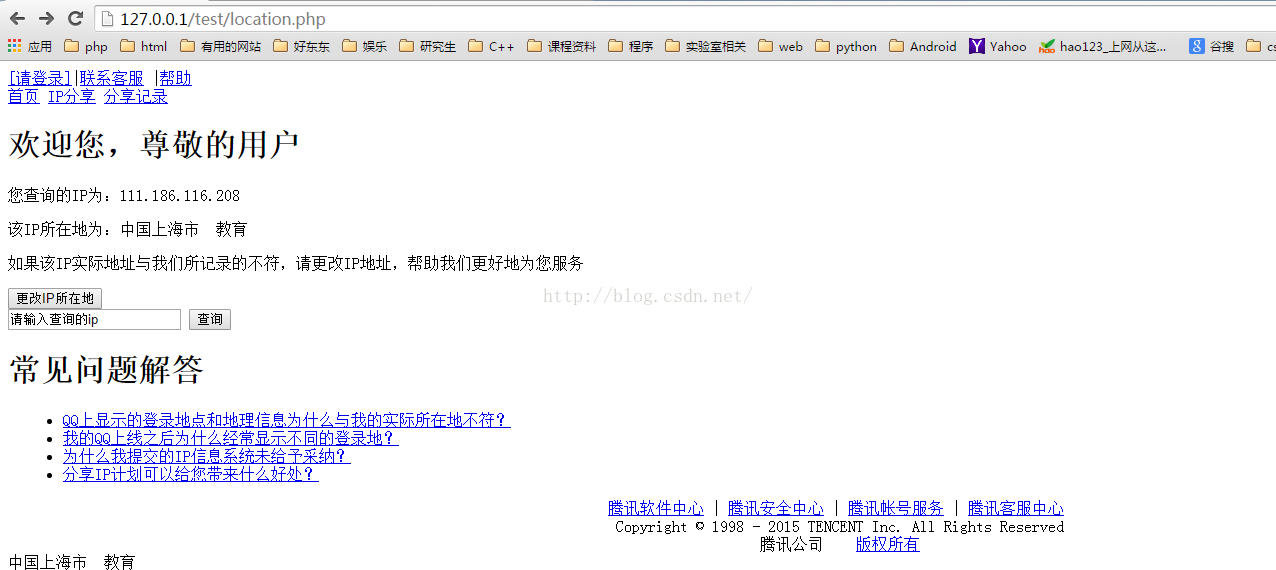 127.0.0.1/test/location.php
应用 php html 有用的网站 好东东 娱乐 研究生 C++ 课程资料 程序 实验室相关 web python Android Yahoo hao123_上网从这... 谷搜 cs
[请登录]|联系客服 |帮助
首页 IP分享 分享记录
欢迎您，尊敬的用户
您查询的IP为：111.186.116.208
该IP所在地为：中国上海市 教育
如果该IP实际地址与我们所记录的不符，请更改IP地址，帮助我们更好地为您服务
更改IP所在地
http://blog.csdn.net/
请输入查询的ip 查询
常见问题解答
QQ上显示的登录地点和地理信息为什么与我的实际所在地不符？
我的QQ上线之后为什么经常显示不同的登录地？
为什么我提交的IP信息系统未给予采纳？
分享IP计划可以给您带来什么好处？
腾讯软件中心 | 腾讯安全中心 | 腾讯帐号服务 | 腾讯客服中心
Copyright © 1998 - 2015 TENCENT Inc. All Rights Reserved
腾讯公司 版权所有
中国上海市 教育